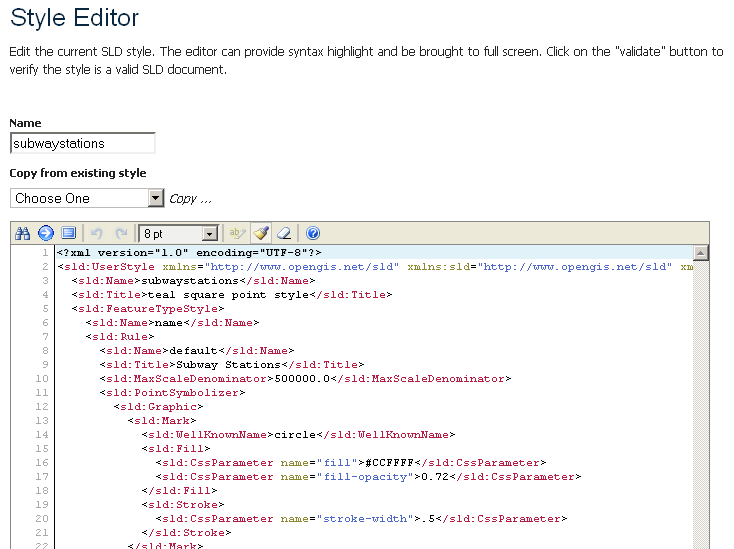 Style Editor
Edit the current SLD style. The editor can provide syntax highlight and be brought to full screen. Click on the "validate" button to
verify the style is a valid SLD document.
Name
subwaystations
Copy from existing style
Choose One Copy ...
8 pt
1 <?xml version="1.0" encoding="UTF-8"?>
2 <sld:UserStyle xmlns="http://www.opengis.net/sld" xmlns:sld="http://www.opengis.net/sld" xm
3 <sld:Name>subwaystations</sld:Name>
4 <sld:Title>teal square point style</sld:Title>
5 <sld:FeatureTypeStyle>
6 <sld:Name>name</sld:Name>
7 <sld:Rule>
8 <sld:Name>default</sld:Name>
9 <sld:Title>Subway Stations</sld:Title>
10 <sld:MaxScaleDenominator>500000.0</sld:MaxScaleDenominator>
11 <sld:PointSymbolizer>
12 <sld:Graphic>
13 <sld:Mark>
14 <sld:WellKnownName>circle</sld:WellKnownName>
15 <sld:Fill>
16 <sld:CssParameter name="fill">#CCFFFF</sld:CssParameter>
17 <sld:CssParameter name="fill-opacity">0.72</sld:CssParameter>
18 </sld:Fill>
19 <sld:Stroke>
20 <sld:CssParameter name="stroke-width">.5</sld:CssParameter>
21 </sld:Stroke>
22 </sld:Mark>